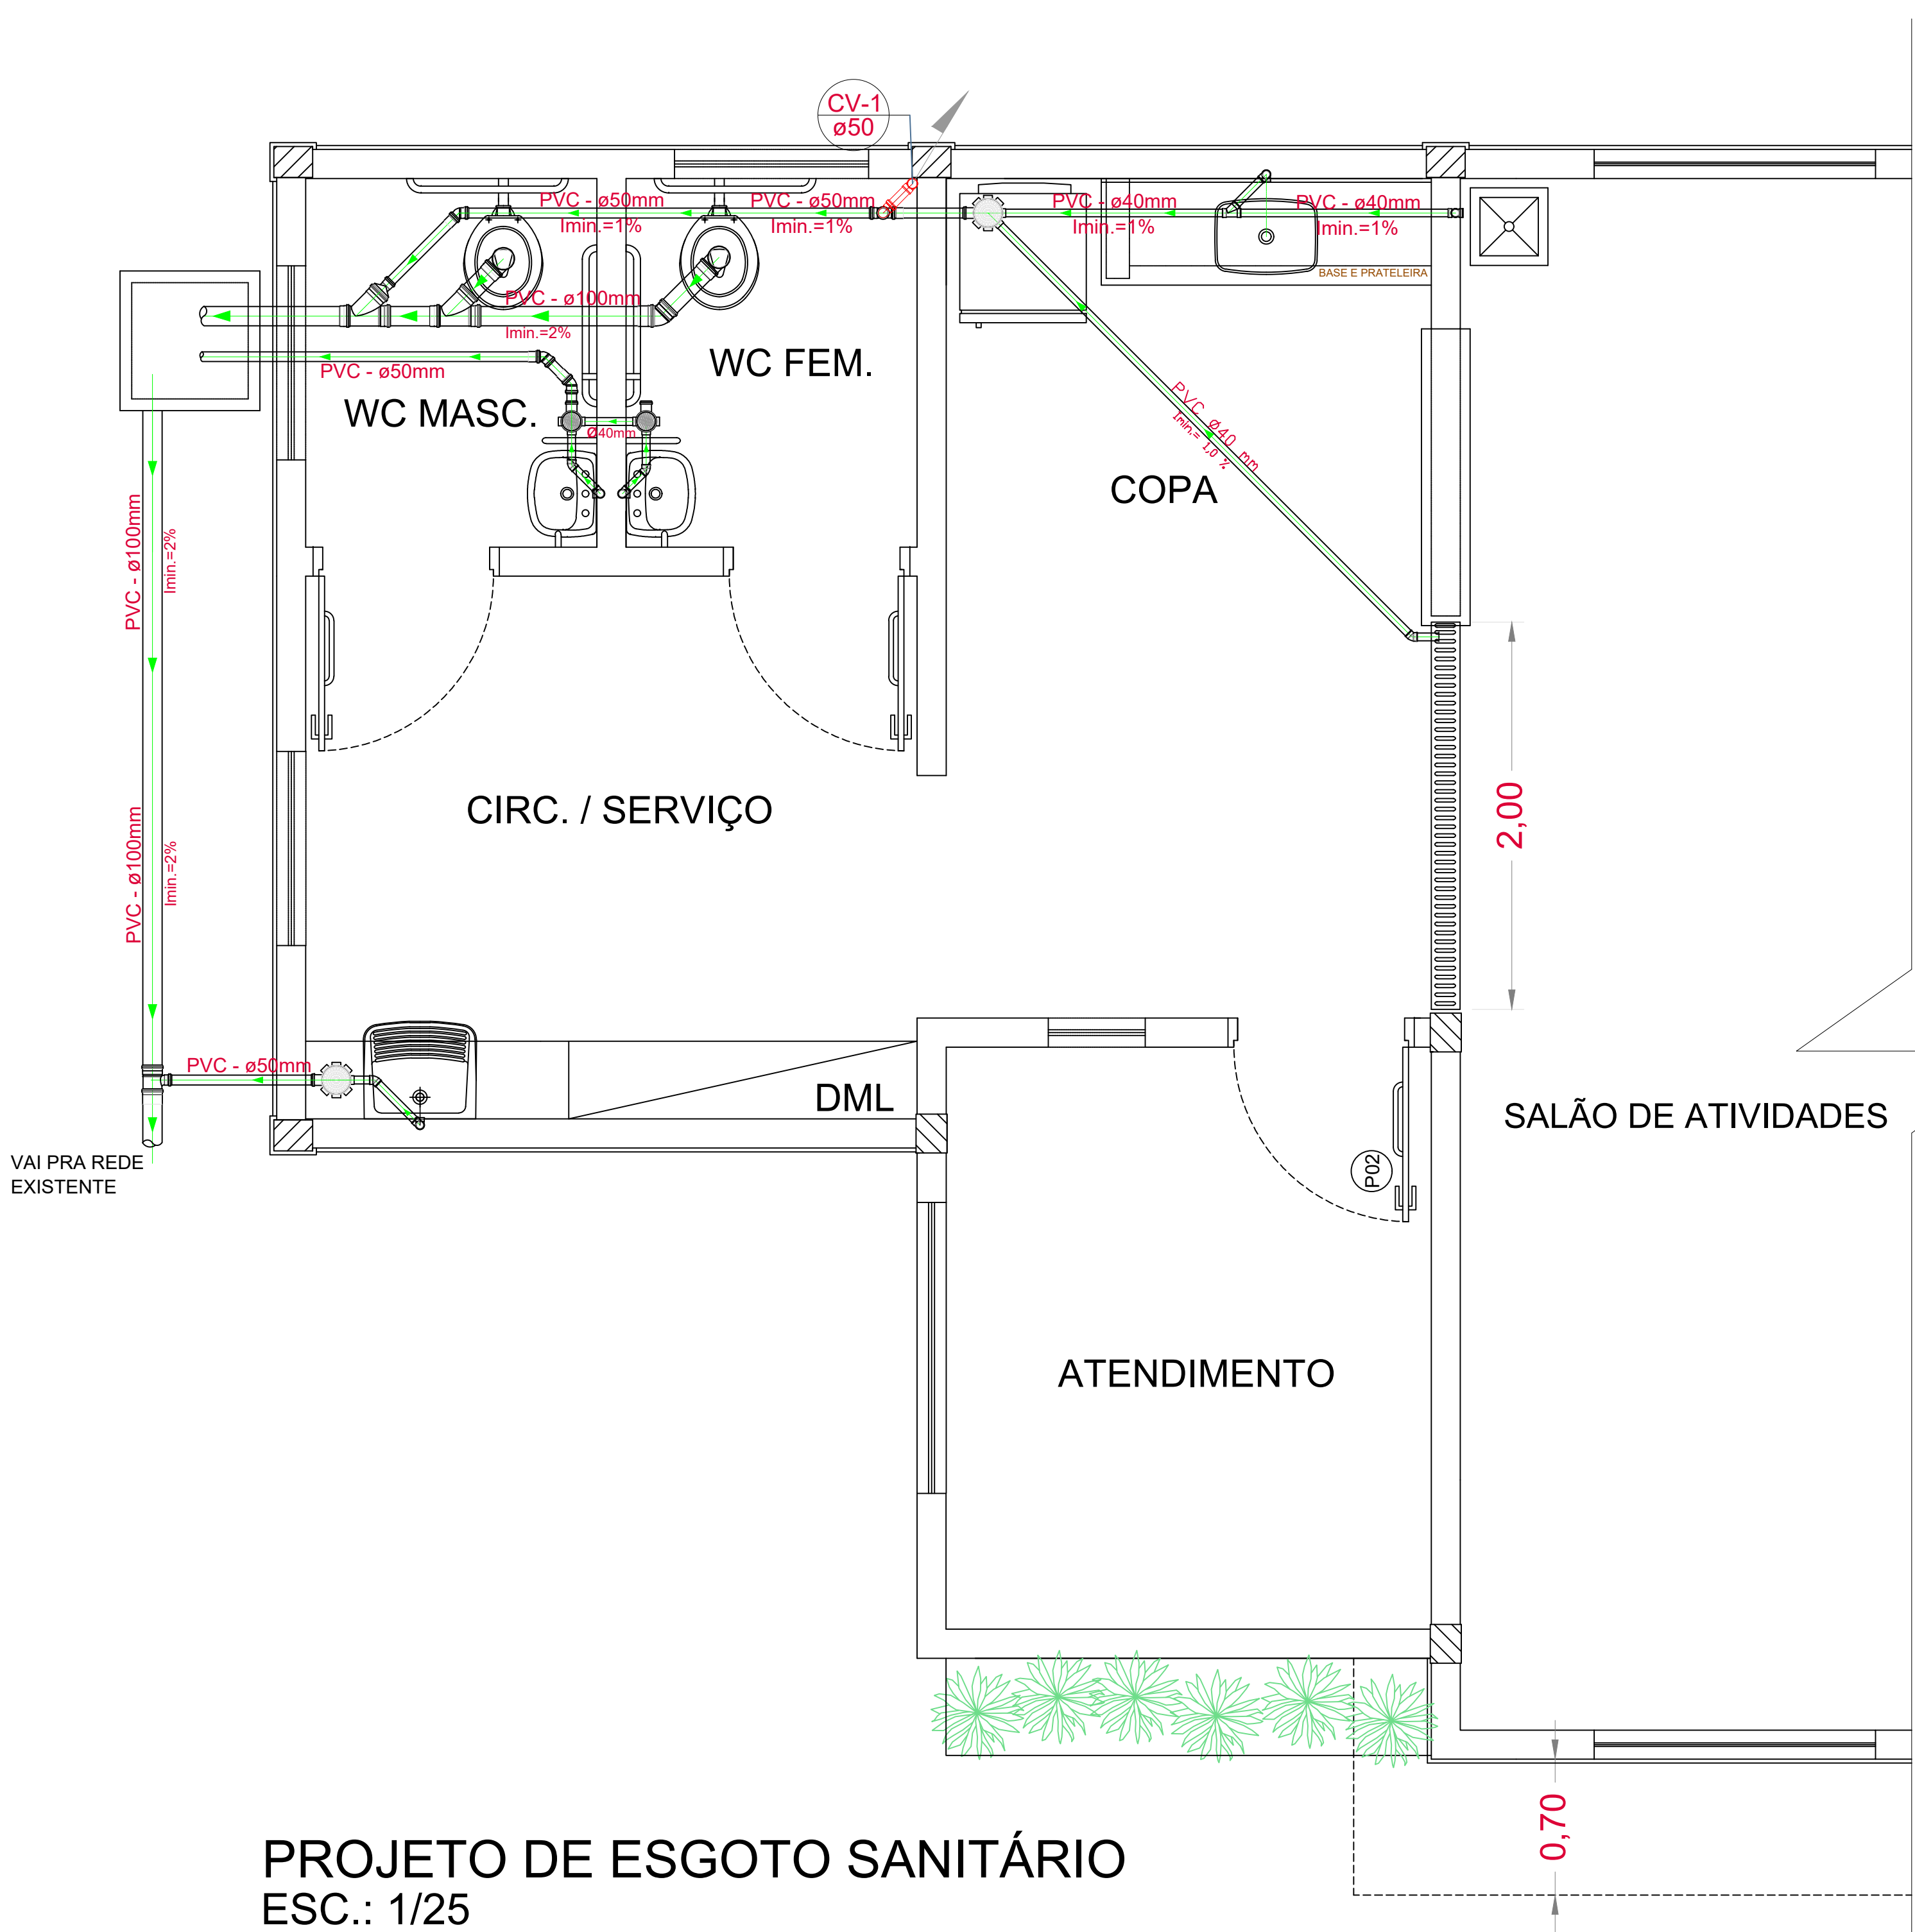 CV-1
ø50
PVC - ø50mm
Imin.=1%
PVC - ø50mm
Imin.=1%
PVC - ø40mm
Imin.=1%
PVC - ø40mm
Imin.=1%
BASE E PRATELEIRA
PVC - ø100mm
Imin.=2%
WC FEM.
PVC - ø50mm
WC MASC.
Ø40mm
PVC ø40 mm
Imin.= 1,0 %
COPA
PVC - ø100mm
Imin.=2%
2,00
CIRC. / SERVIÇO
PVC - ø100mm
Imin.=2%
PVC - ø50mm
DML
SALÃO DE ATIVIDADES
P02
VAI PRA REDE
EXISTENTE
ATENDIMENTO
0,70
PROJETO DE ESGOTO SANITÁRIO
ESC.: 1/25